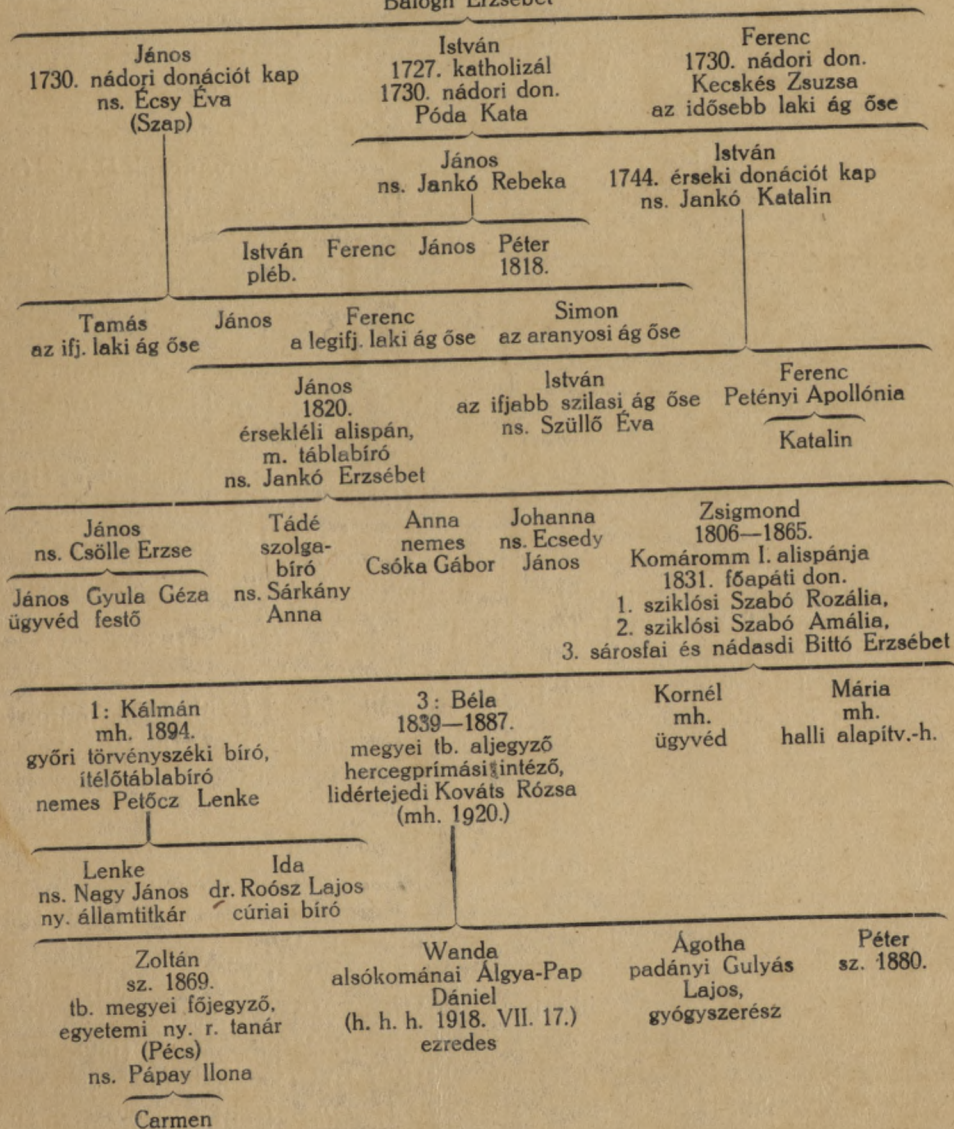 Balogh Erzsébet
János
1730. nádori donációt kap
ns. Écsy Éva
(Szap)
István
1727. katholizál
1730. nádori don.
Póda Kata
Ferenc
1730. nádori don.
Kecskés Zsuzsa
az idősebb laki ág őse
János
ns. Jankó Rebeka
István
1744. érseki donációt kap
ns. Jankó Katalin
István
pléb.
Ferenc
János
Péter
1818.
Tamás
az ifj. laki ág őse
János
Ferenc
a legifj. laki ág őse
Simon
az aranyosi ág őse
János
1820.
érsekléli alispán,
m. táblabíró
ns. Jankó Erzsébet
István
az ifjabb szilasi ág őse
ns. Szüllő Éva
Ferenc
Petényi Apollónia
Katalin
János
ns. Csölle Erzse
János Gyula Géza
ügyvéd festő
Tádé
szolga-
bíró
ns. Sárkány
Anna
Anna
nemes
Csóka Gábor
Johanna
ns. Ecsedy
János
Zsigmond
1806—1865.
Komáromm I. alispánja
1831. főapáti don.
1. sziklósi Szabó Rozália,
2. sziklósi Szabó Amália,
3. sárosfai és nádasdi Bittó Erzsébet
1: Kálmán
mh. 1894.
győri törvényszéki bíró,
ítélőtáblabíró
nemes Petőcz Lenke
3: Béla
1839—1887.
megyei tb. aljegyző
hercegprímási intéző,
lidértejedi Kováts Rózsa
(mh. 1920.)
Kornél
mh.
ügyvéd
Mária
mh.
halli alapítv.-h.
Lenke
ns. Nagy János
ny. államtitkár
Ida
dr. Roósz Lajos
cúriai bíró
Zoltán
sz. 1869.
tb. megyei főjegyző,
egyetemi ny. r. tanár
(Pécs)
ns. Pápay Ilona
Carmen
Wanda
alsókománai Álgya-Pap
Dániel
(h. h. h. 1918. VII. 17.)
ezredes
Ágotha
padányi Gulyás
Lajos,
gyógyszerész
Péter
sz. 1880.